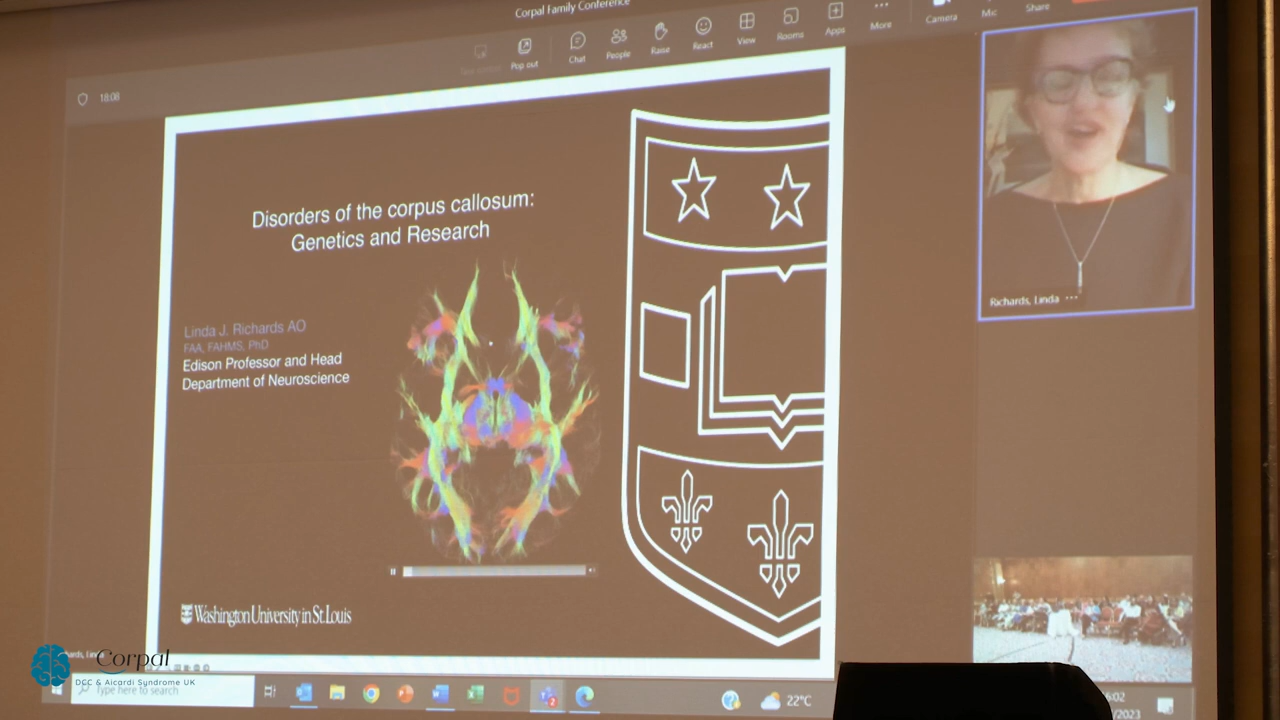 Corpal Family Conference
Pop out
Chat
People
Raise
React
View
Rooms
Apps
More
Camera
Mic
Share
18:08
Disorders of the corpus callosum:
Genetics and Research
Linda J. Richards AO
FAA, FAHMS, PhD
Edison Professor and Head
Department of Neuroscience
Washington University in St. Louis
Richards, Linda
Corpal
DCC & Aicardi Syndrome UK
Type here to search
22°C